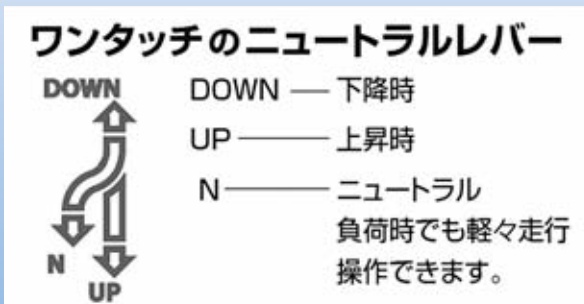 ワンタッチのニュートラルレバー
DOWN
N
UP
DOWN — 下降時
UP — 上昇時
N — ニュートラル
負荷時でも軽々走行
操作できます。